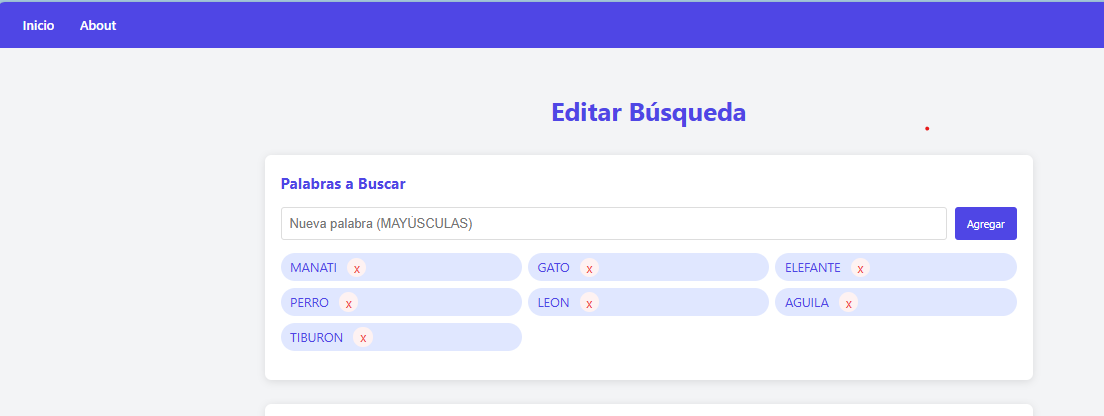 Inicio About
Editar Búsqueda
Palabras a Buscar
Nueva palabra (MAYÚSCULAS) Agregar
MANATI x GATO x ELEFANTE x
PERRO x LEON x AGUILA x
TIBURON x